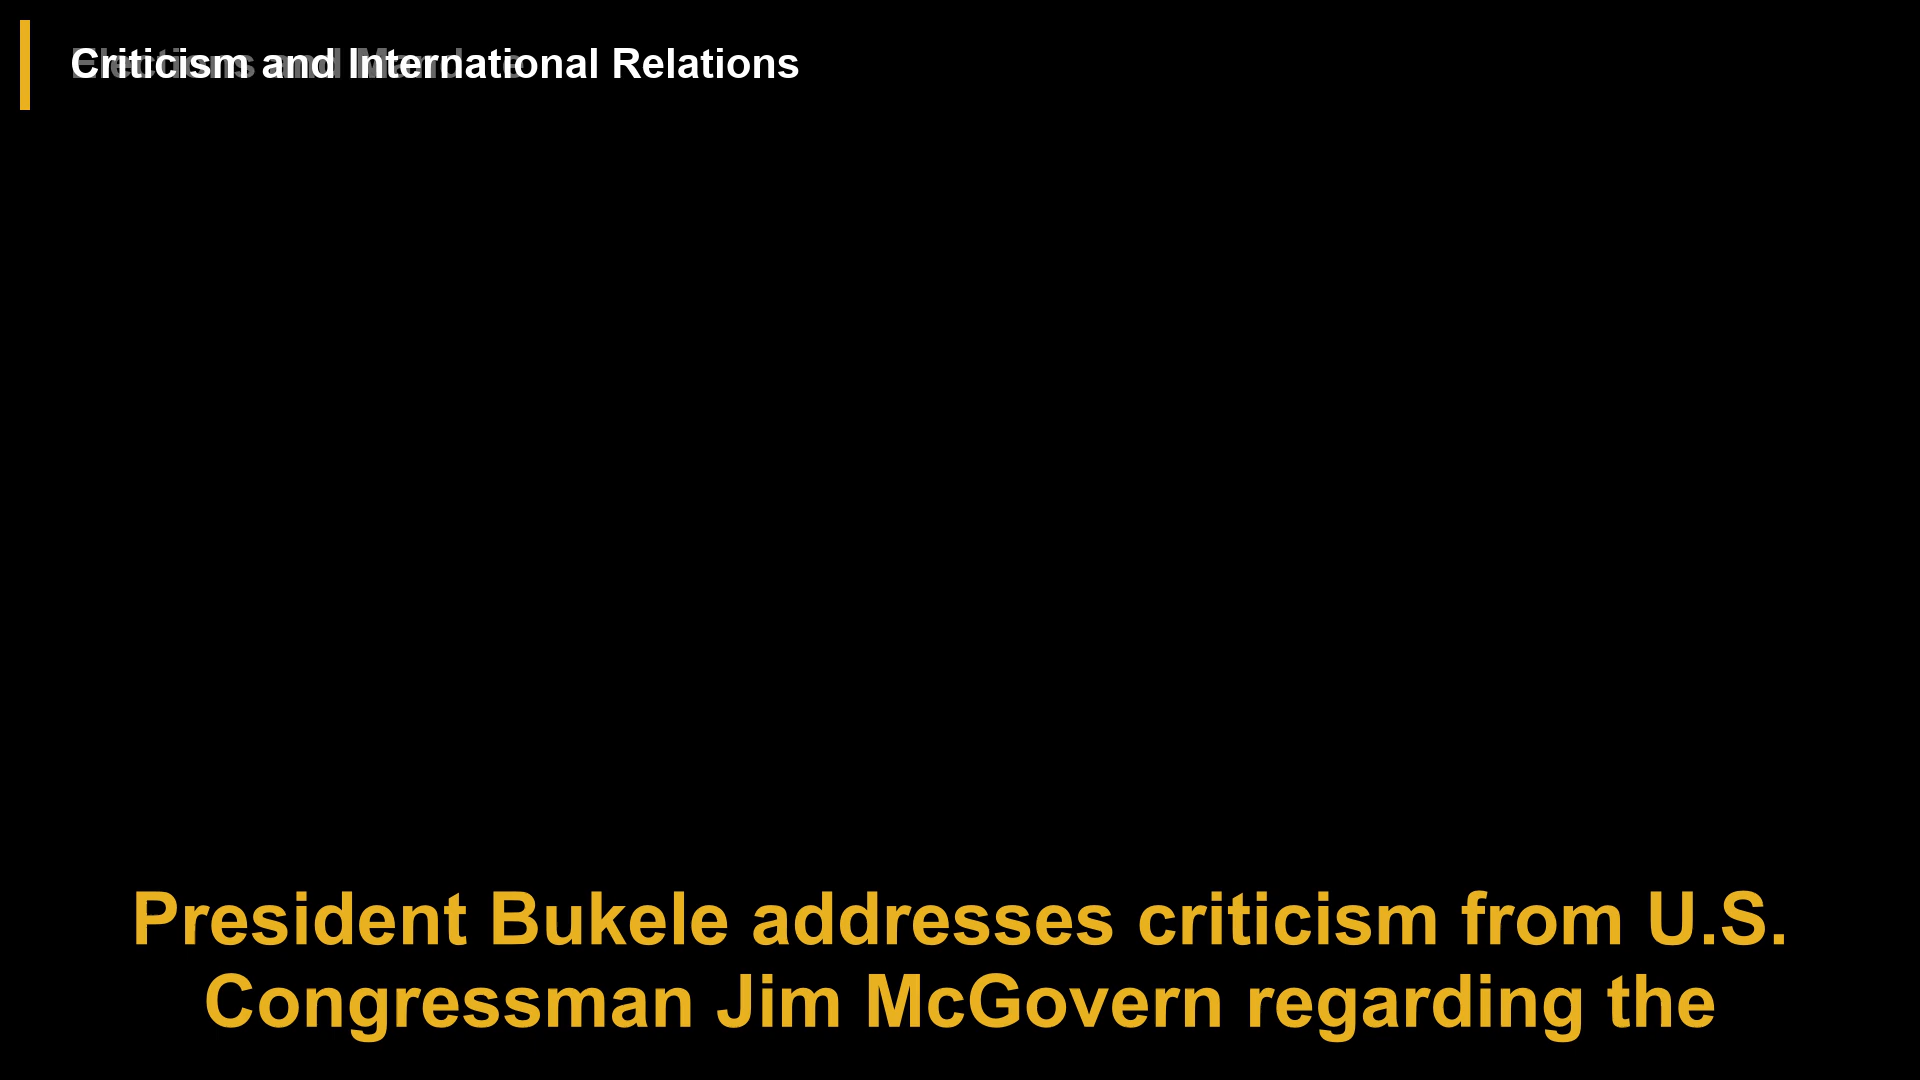 Criticism and International Relations
President Bukele addresses criticism from U.S.
Congressman Jim McGovern regarding the